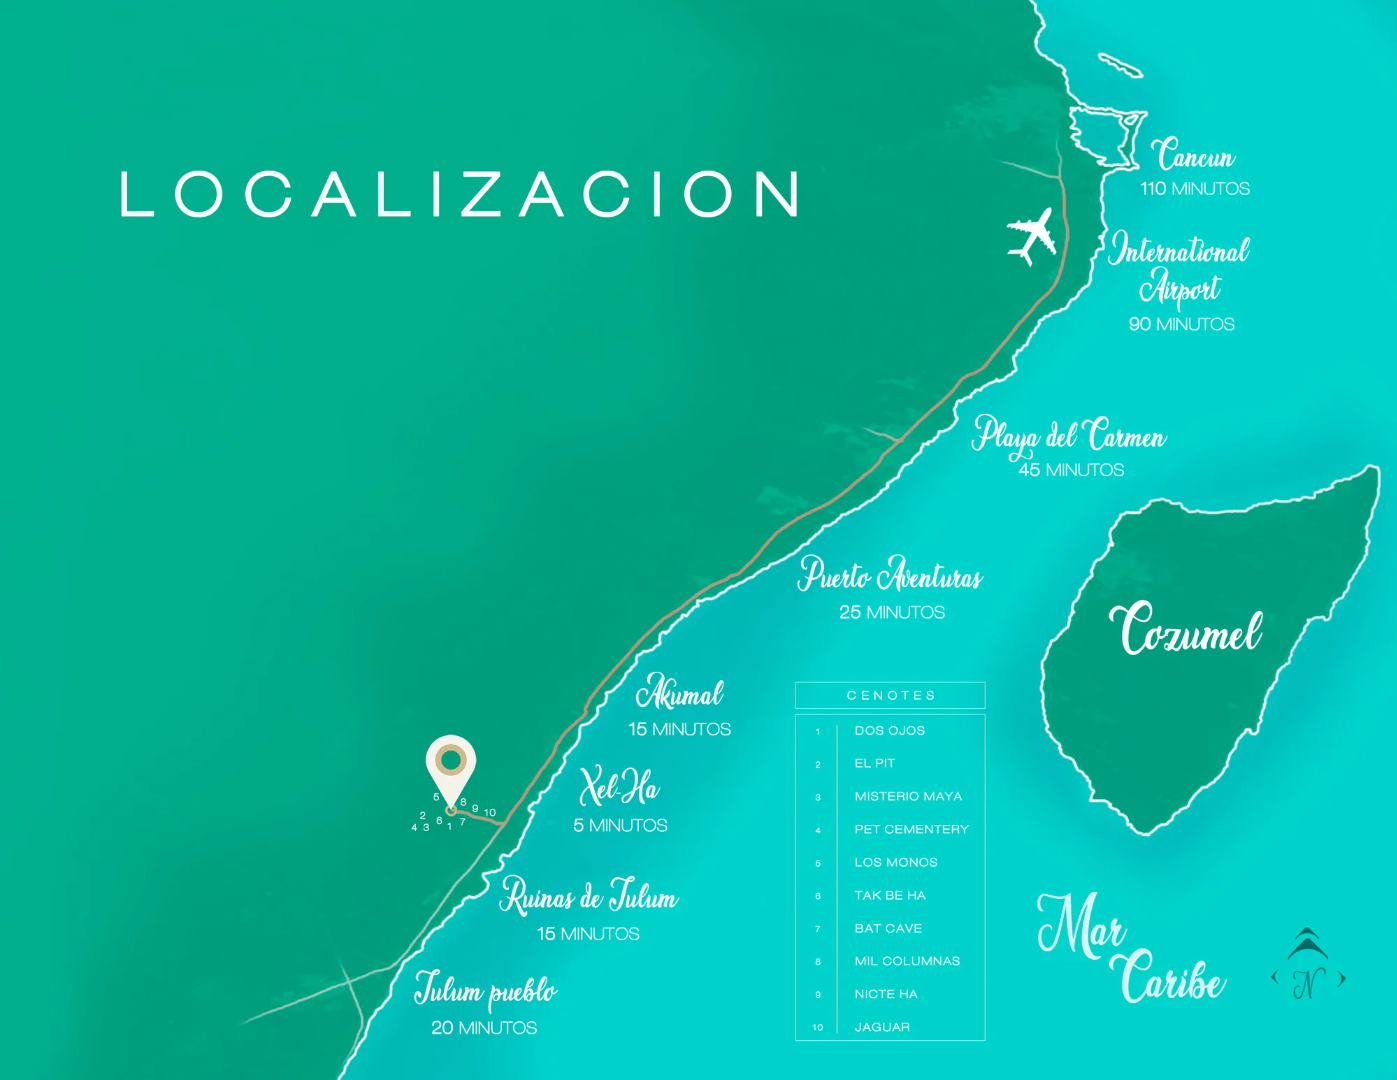 LOCALIZACION
Cancun
110 MINUTOS
International
Airport
90 MINUTOS
Playa del Carmen
45 MINUTOS
Puerto Aventuras
25 MINUTOS
Cozumel
Akumal
15 MINUTOS
Xel-Ha
5 MINUTOS
Ruinas de Tulum
15 MINUTOS
Tulum pueblo
20 MINUTOS
5 8 9 10
2 6 7
4 3 1
CENOTES
1 DOS OJOS
2 EL PIT
3 MISTERIO MAYA
4 PET CEMENTERY
5 LOS MONOS
6 TAK BE HA
7 BAT CAVE
8 MIL COLUMNAS
9 NICTE HA
10 JAGUAR
Mar
Caribe
N